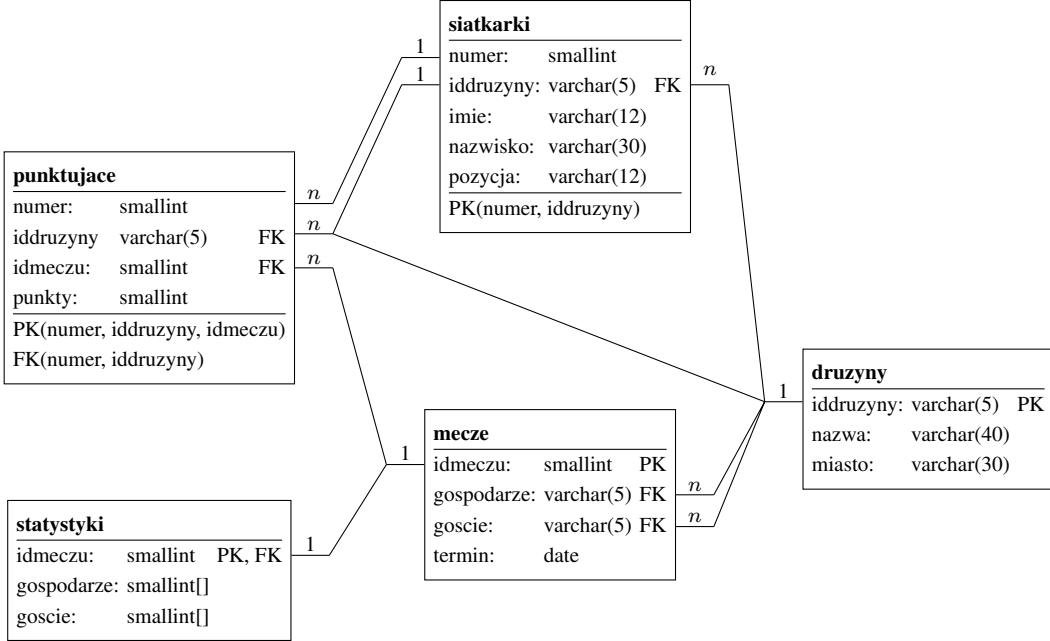 siatkarki
numer: smallint
iddruzyny: varchar(5) FK
imie: varchar(12)
nazwisko: varchar(30)
pozycja: varchar(12)
PK(numer, iddruzyny)
1
1
n
punktujace
numer: smallint
iddruzyny varchar(5) FK
idmeczu: smallint FK
punkty: smallint
PK(numer, iddruzyny, idmeczu)
FK(numer, iddruzyny)
n
n
n
druzyny
iddruzyny: varchar(5) PK
nazwa: varchar(40)
miasto: varchar(30)
1
mecze
idmeczu: smallint PK
gospodarze: varchar(5) FK
goscie: varchar(5) FK
termin: date
1
n
n
statystyki
idmeczu: smallint PK, FK
gospodarze: smallint[]
goscie: smallint[]
1